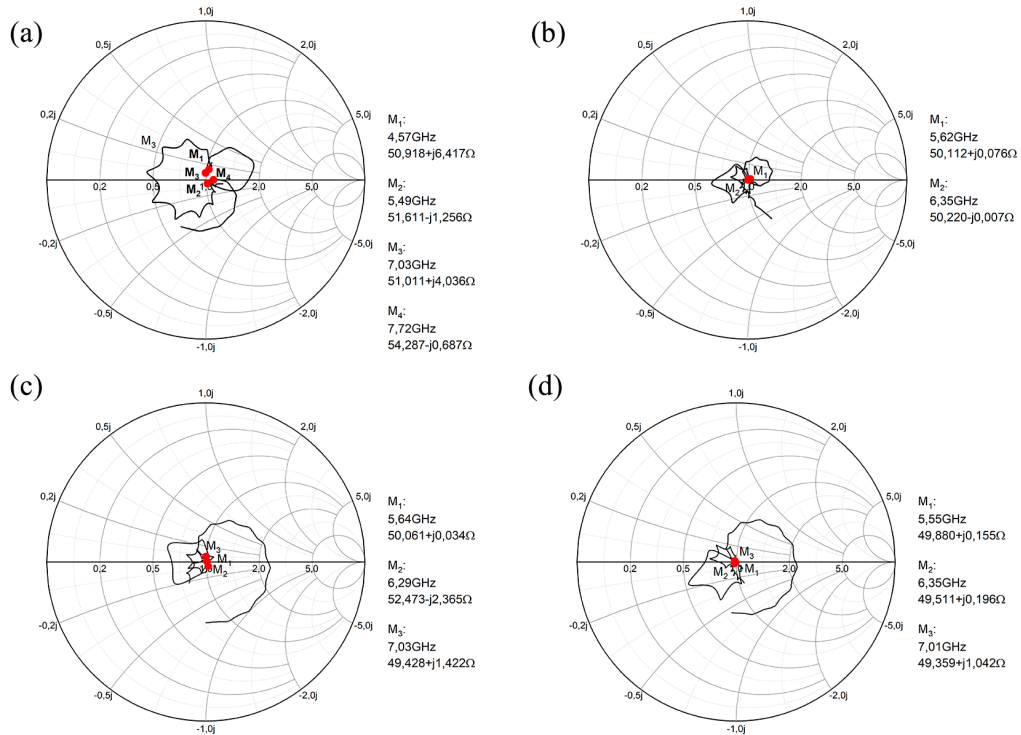 (a)
1,0j
0,5j
2,0j
0,2j
5,0j
M3
M1
M3
M4
M2
0,2
0,5
1,0
2,0
5,0
-0,2j
-5,0j
-0,5j
-2,0j
-1,0j
M1:
4,57GHz
50,918+j6,417Ω
M2:
5,49GHz
51,611-j1,256Ω
M3:
7,03GHz
51,011+j4,036Ω
M4:
7,72GHz
54,287-j0,687Ω
(b)
1,0j
0,5j
2,0j
0,2j
5,0j
M1
M2
0,2
0,5
1,0
2,0
5,0
-0,2j
-5,0j
-0,5j
-2,0j
-1,0j
M1:
5,62GHz
50,112+j0,076Ω
M2:
6,35GHz
50,220-j0,007Ω
(c)
1,0j
0,5j
2,0j
0,2j
5,0j
M3
M1
M2
0,2
0,5
1,0
2,0
5,0
-0,2j
-5,0j
-0,5j
-2,0j
-1,0j
M1:
5,64GHz
50,061+j0,034Ω
M2:
6,29GHz
52,473-j2,365Ω
M3:
7,03GHz
49,428+j1,422Ω
(d)
1,0j
0,5j
2,0j
0,2j
5,0j
M3
M2
M1
0,2
0,5
1,0
2,0
5,0
-0,2j
-5,0j
-0,5j
-2,0j
-1,0j
M1:
5,55GHz
49,880+j0,155Ω
M2:
6,35GHz
49,511+j0,196Ω
M3:
7,01GHz
49,359+j1,042Ω